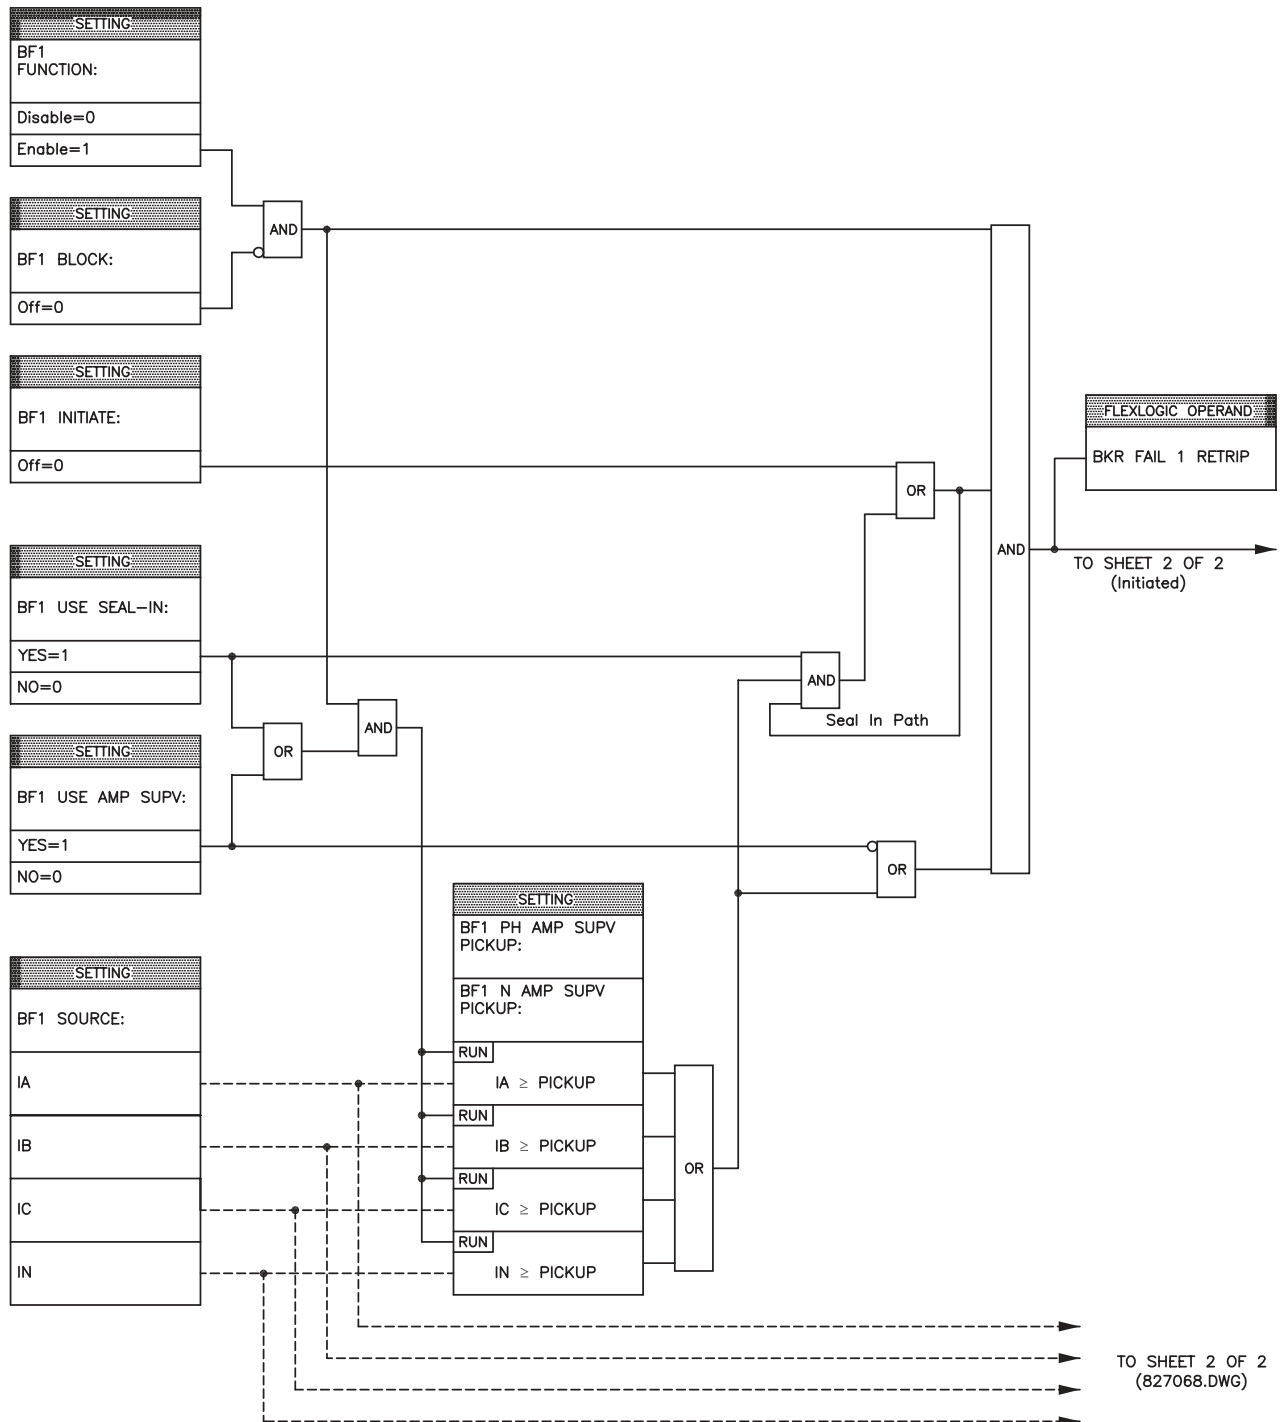 SETTING
BF1
FUNCTION:
Disable=0
Enable=1
SETTING
BF1 BLOCK:
Off=0
AND
SETTING
BF1 INITIATE:
Off=0
OR
FLEXLOGIC OPERAND
BKR FAIL 1 RETRIP
AND
TO SHEET 2 OF 2
(Initiated)
SETTING
BF1 USE SEAL-IN:
YES=1
NO=0
AND
Seal In Path
AND
OR
SETTING
BF1 USE AMP SUPV:
YES=1
NO=0
OR
SETTING
BF1 PH AMP SUPV
PICKUP:
BF1 N AMP SUPV
PICKUP:
RUN
IA ≥ PICKUP
RUN
IB ≥ PICKUP
RUN
IC ≥ PICKUP
RUN
IN ≥ PICKUP
OR
SETTING
BF1 SOURCE:
IA
IB
IC
IN
TO SHEET 2 OF 2
(827068.DWG)